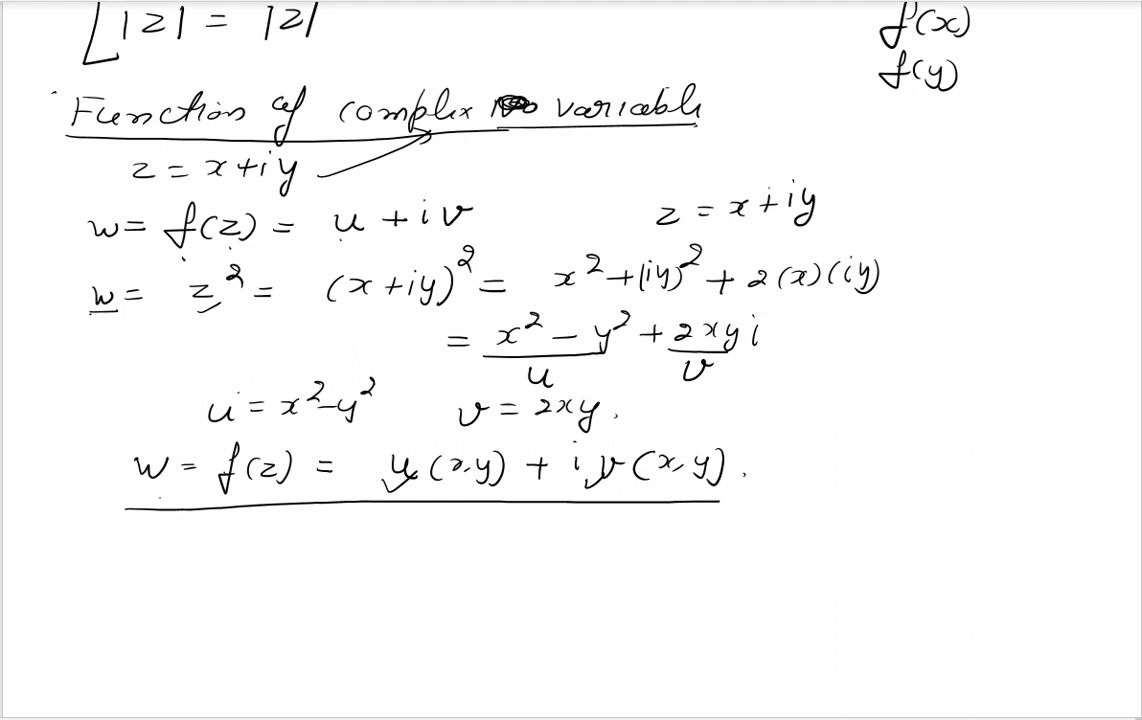 |z| = |z|
f(x)
f(y)
Function of complex variable
z = x+iy
w = f(z) = u + iv
z = x+iy
w = z² = (x+iy)² = x²+(iy)² + 2(x)(iy)
= x² - y² + 2xyi
u v
u = x²-y² v = 2xy.
w = f(z) = u(x,y) + iv(x,y).